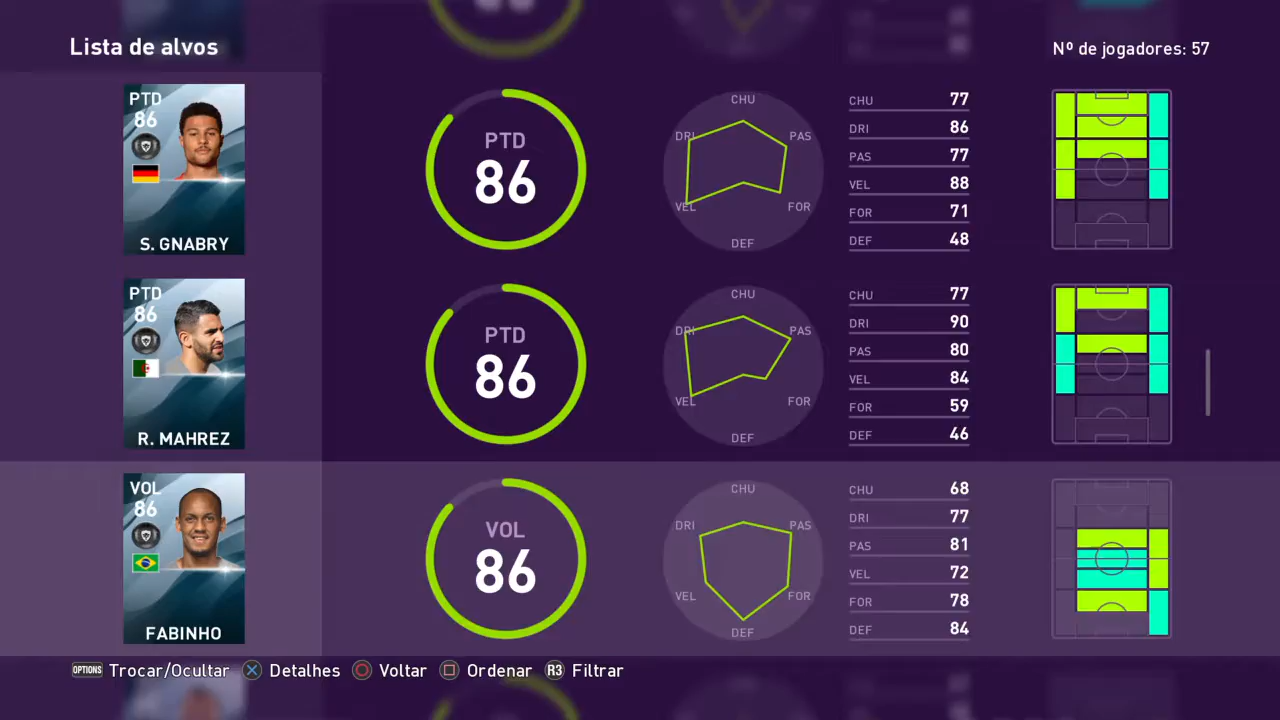 Lista de alvos
Nº de jogadores: 57
PTD
86
S. GNABRY
PTD
86
CHU
PAS
FOR
DEF
VEL
DRI
CHU 77
DRI 86
PAS 77
VEL 88
FOR 71
DEF 48
PTD
86
R. MAHREZ
PTD
86
CHU
PAS
FOR
DEF
VEL
DRI
CHU 77
DRI 90
PAS 80
VEL 84
FOR 59
DEF 46
VOL
86
FABINHO
VOL
86
CHU
PAS
FOR
DEF
VEL
DRI
CHU 68
DRI 77
PAS 81
VEL 72
FOR 78
DEF 84
OPTIONS Trocar/Ocultar Detalhes Voltar Ordenar R3 Filtrar